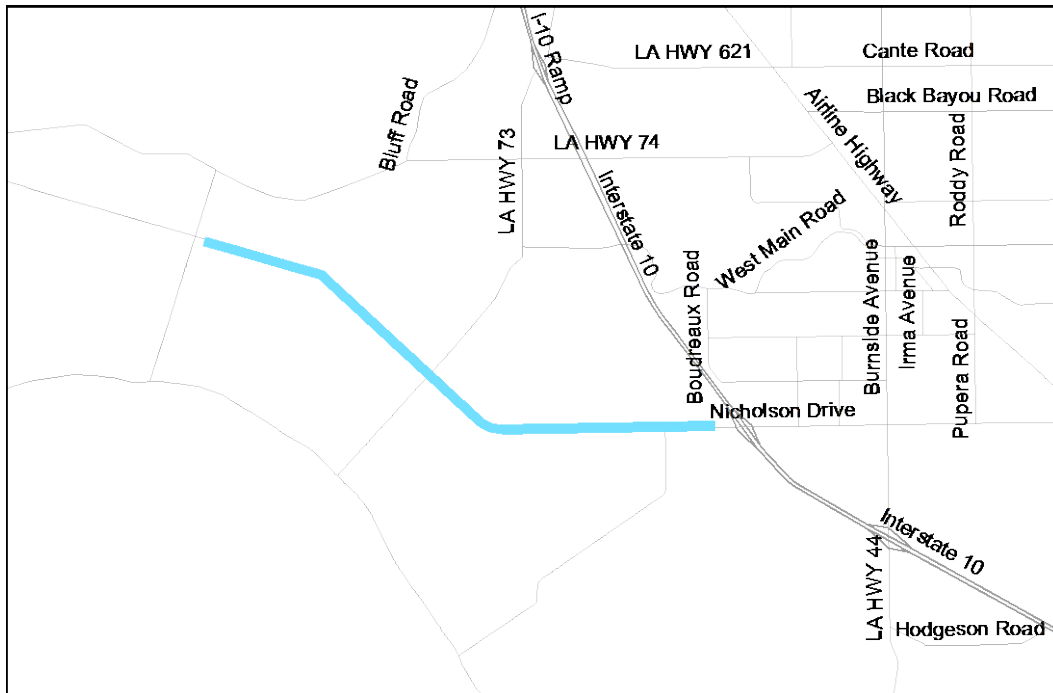 I-10 Ramp
LA HWY 621
Cante Road
Bluff Road
Black Bayou Road
Airline Highway
LA HWY 73
LA HWY 74
Roddy Road
Interstate 10
West Main Road
Boudreaux Road
Burnside Avenue
Irma Avenue
Pupera Road
Nicholson Drive
Interstate 10
LA HWY 44
Hodgeson Road